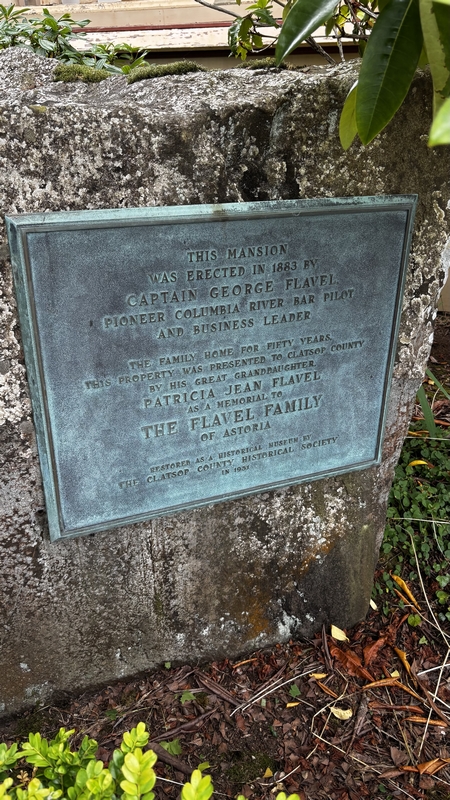 THIS MANSION
WAS ERECTED IN 1883 BY
CAPTAIN GEORGE FLAVEL
PIONEER COLUMBIA RIVER BAR PILOT
AND BUSINESS LEADER
THE FAMILY HOME FOR FIFTY YEARS,
THIS PROPERTY WAS PRESENTED TO CLATSOP COUNTY
BY HIS GREAT GRANDDAUGHTER
PATRICIA JEAN FLAVEL
AS A MEMORIAL TO
THE FLAVEL FAMILY
OF ASTORIA
RESTORED AS A HISTORICAL MUSEUM BY
THE CLATSOP COUNTY HISTORICAL SOCIETY
IN 1951